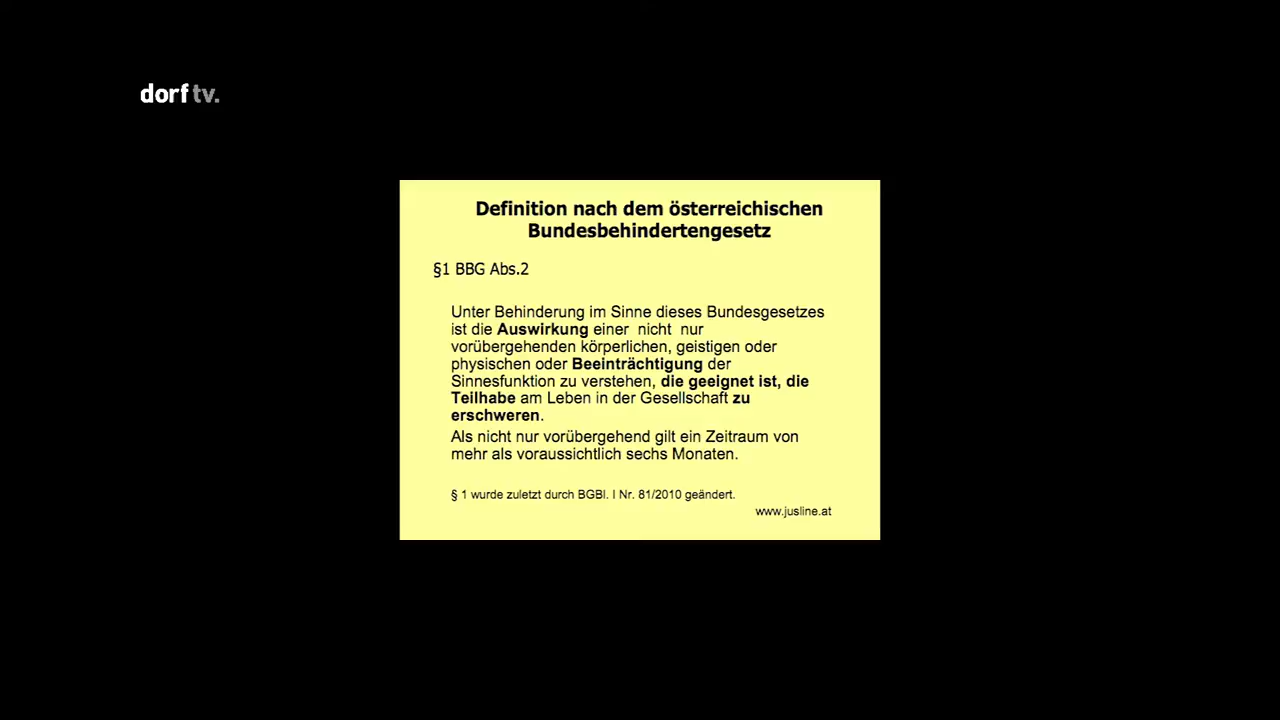 dorf tv.
Definition nach dem österreichischen
Bundesbehindertengesetz
§1 BBG Abs.2
Unter Behinderung im Sinne dieses Bundesgesetzes
ist die Auswirkung einer nicht nur
vorübergehenden körperlichen, geistigen oder
physischen oder Beeinträchtigung der
Sinnesfunktion zu verstehen, die geeignet ist, die
Teilhabe am Leben in der Gesellschaft zu
erschweren.
Als nicht nur vorübergehend gilt ein Zeitraum von
mehr als voraussichtlich sechs Monaten.
§ 1 wurde zuletzt durch BGBl. I Nr. 81/2010 geändert.
www.jusline.at